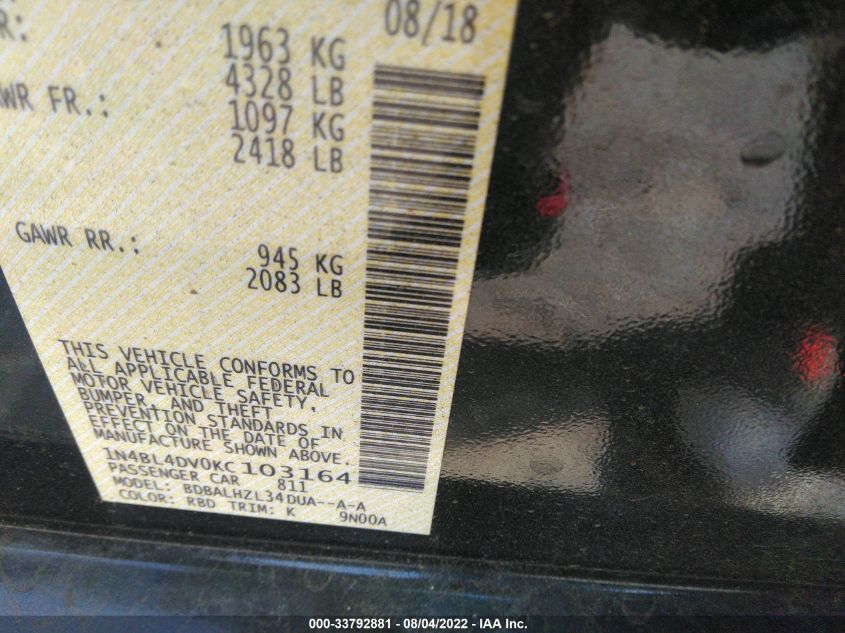 08/18
R:
1963 KG
4328 LB
WR FR.:
1097 KG
2418 LB
GAWR RR.:
945 KG
2083 LB
THIS VEHICLE CONFORMS TO
ALL APPLICABLE FEDERAL
MOTOR VEHICLE SAFETY,
BUMPER, AND THEFT
PREVENTION STANDARDS IN
EFFECT ON THE DATE OF
MANUFACTURE SHOWN ABOVE.
1N4BL4DV0KC103164
PASSENGER CAR 811
MODEL: BDBALHZL34DUA--A-A
COLOR: RBD TRIM: K 9N00A
000-33792881 - 08/04/2022 - IAA Inc.